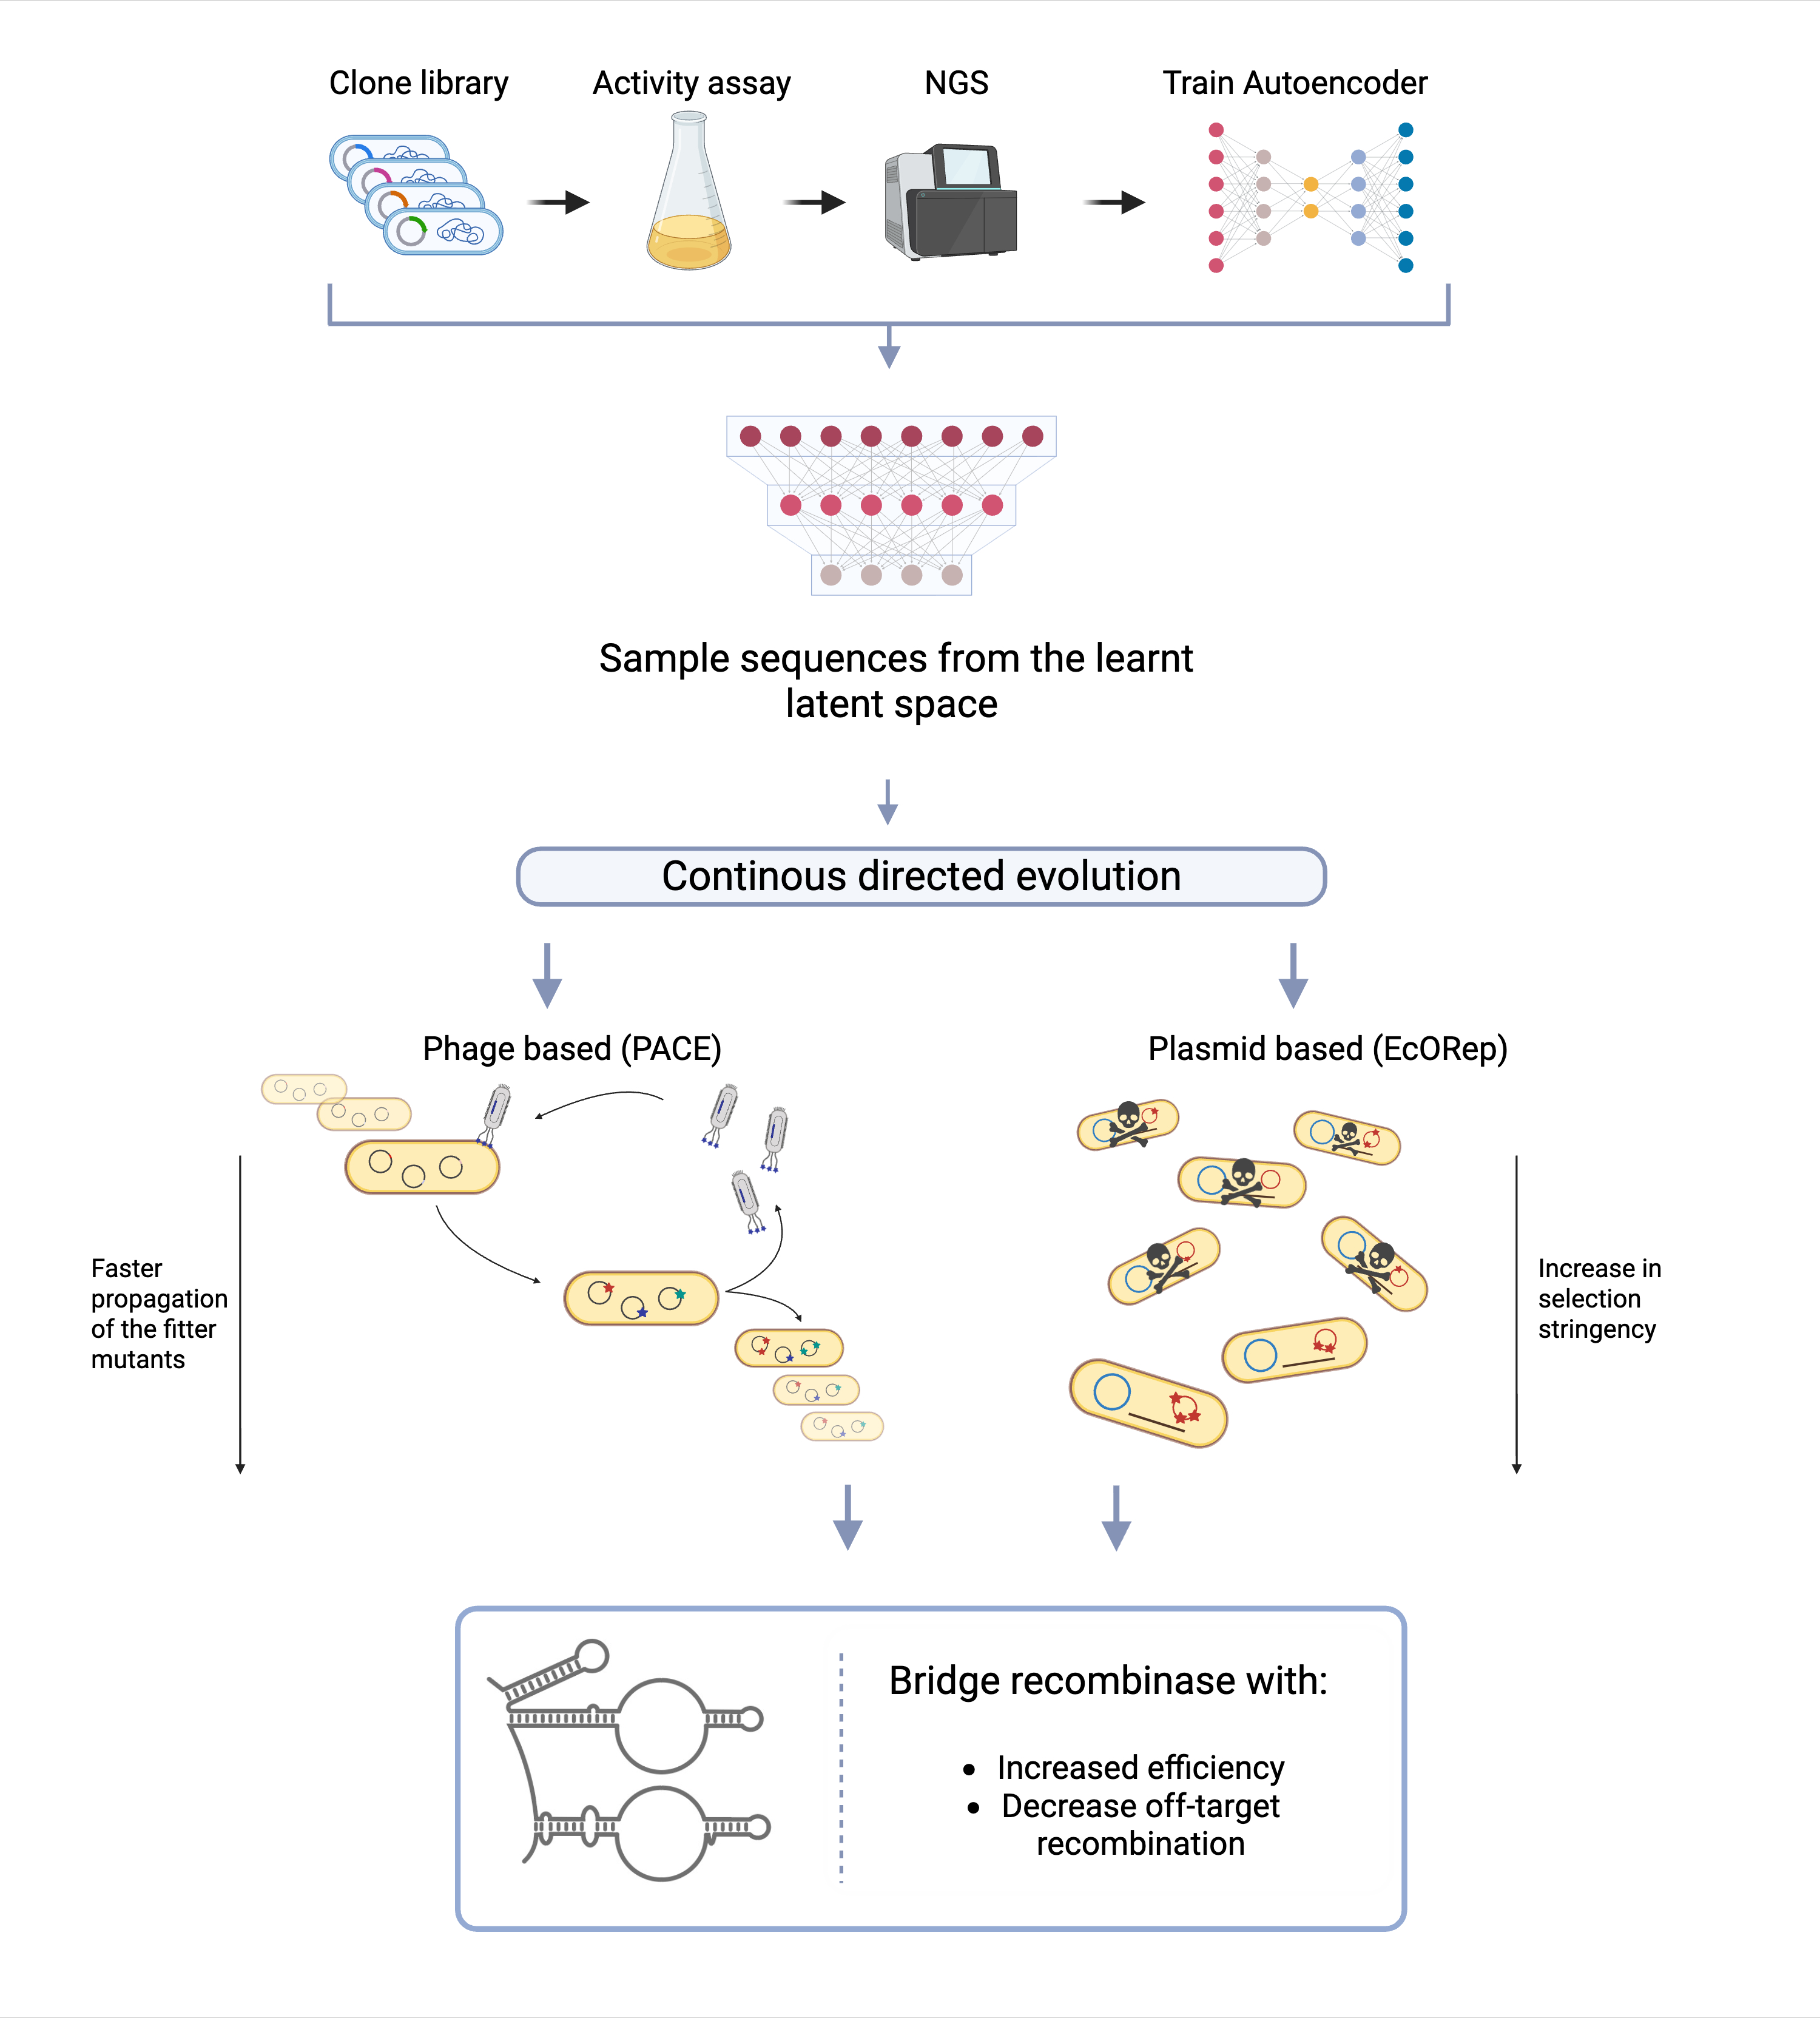 Clone library
Activity assay
NGS
Train Autoencoder
Sample sequences from the learnt
latent space
Continous directed evolution
Phage based (PACE)
Plasmid based (EcORep)
Faster
propagation
of the fitter
mutants
Increase in
selection
stringency
Bridge recombinase with:
• Increased efficiency
• Decrease off-target
recombination